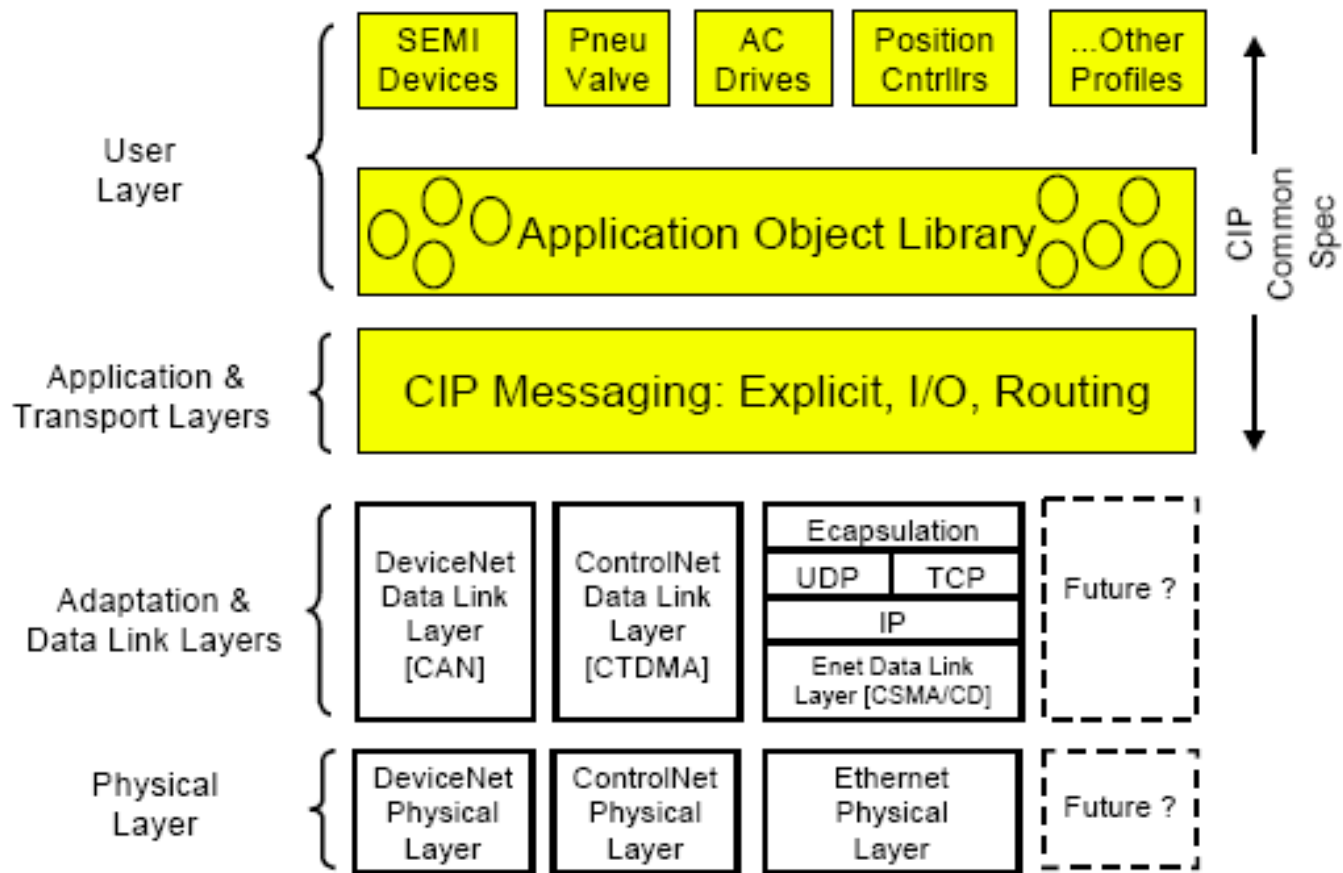 SEMI
Devices
Pneu
Valve
AC
Drives
Position
Cntrllrs
...Other
Profiles
User
Layer
Application Object Library
CIP
Common
Spec
Application &
Transport Layers
CIP Messaging: Explicit, I/O, Routing
Adaptation &
Data Link Layers
DeviceNet
Data Link
Layer
[CAN]
ControlNet
Data Link
Layer
[CTDMA]
Ecapsulation
UDP
TCP
IP
Enet Data Link
Layer [CSMA/CD]
Future ?
Physical
Layer
DeviceNet
Physical
Layer
ControlNet
Physical
Layer
Ethernet
Physical
Layer
Future ?